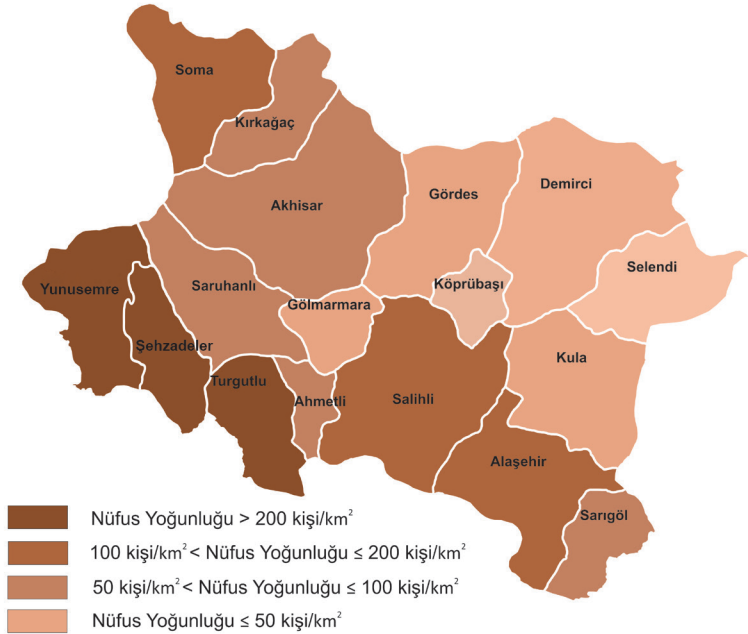 Soma
Kırkağaç
Akhisar
Gördes
Demirci
Selendi
Köprübaşı
Yunusemre
Saruhanlı
Gölmarmara
Şehzadeler
Kula
Turgutlu
Ahmetli
Salihli
Alaşehir
Sarıgöl
Nüfus Yoğunluğu > 200 kişi/km²
100 kişi/km² < Nüfus Yoğunluğu ≤ 200 kişi/km²
50 kişi/km² < Nüfus Yoğunluğu ≤ 100 kişi/km²
Nüfus Yoğunluğu ≤ 50 kişi/km²